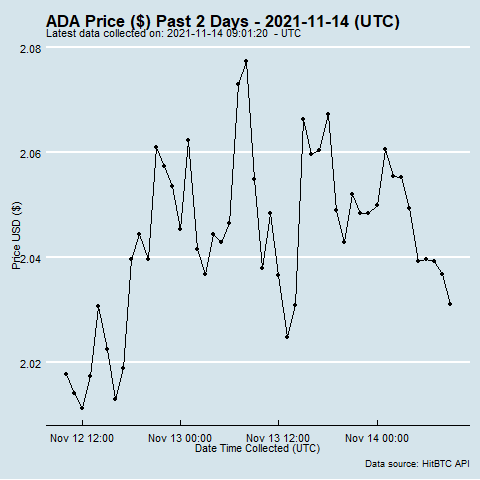 ADA Price ($) Past 2 Days - 2021-11-14 (UTC)
Latest data collected on: 2021-11-14 09:01:20 - UTC
2.08
2.06
2.04
2.02
Price USD ($)
Nov 12 12:00 Nov 13 00:00 Nov 13 12:00 Nov 14 00:00
Date Time Collected (UTC)
Data source: HitBTC API